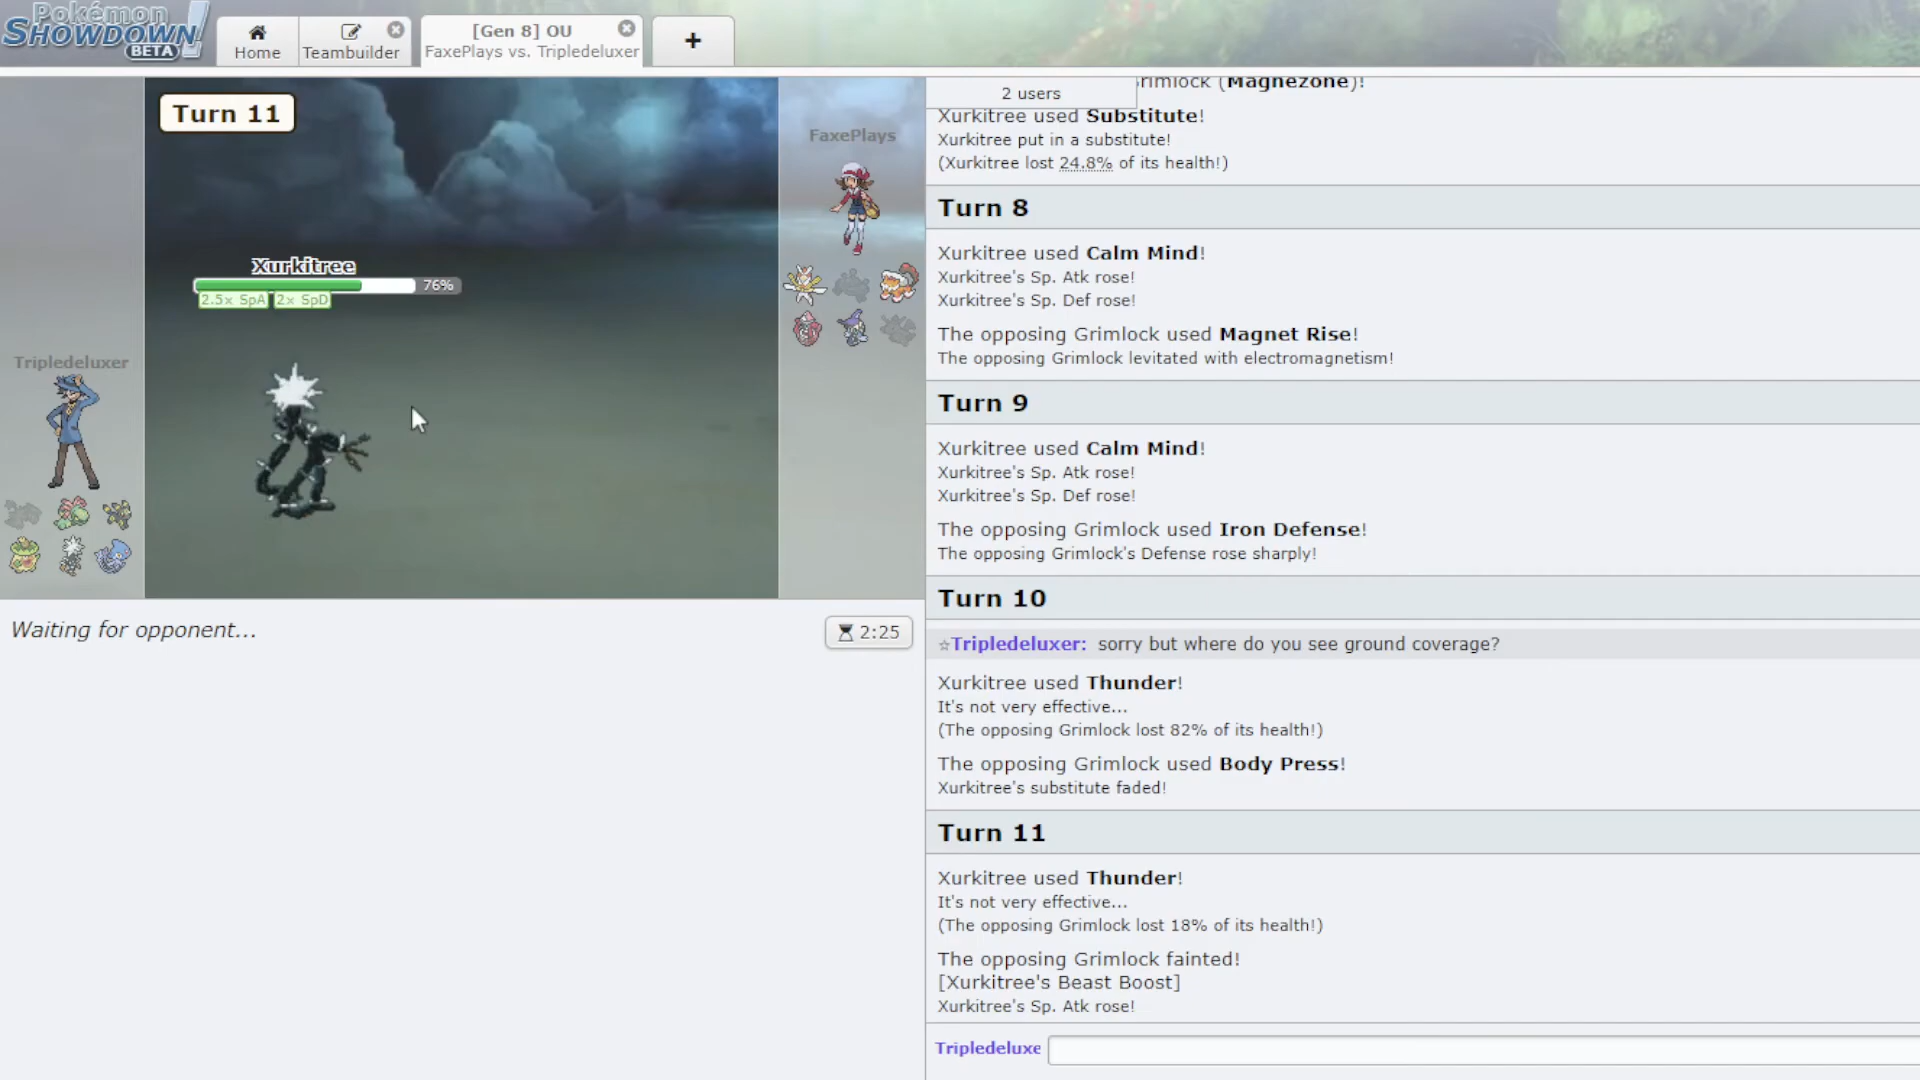 Pokémon
SHOWDOWN!
BETA
Home
Teambuilder
[Gen 8] OU
FaxePlays vs. Tripledeluxer
+
Turn 11
Xurkitree
76%
2.5x SpA 2x SpD
Tripledeluxer
FaxePlays
Waiting for opponent...
2:25
2 users
rimlock (Magnezone)!
Xurkitree used Substitute!
Xurkitree put in a substitute!
(Xurkitree lost 24.8% of its health!)
Turn 8
Xurkitree used Calm Mind!
Xurkitree's Sp. Atk rose!
Xurkitree's Sp. Def rose!
The opposing Grimlock used Magnet Rise!
The opposing Grimlock levitated with electromagnetism!
Turn 9
Xurkitree used Calm Mind!
Xurkitree's Sp. Atk rose!
Xurkitree's Sp. Def rose!
The opposing Grimlock used Iron Defense!
The opposing Grimlock's Defense rose sharply!
Turn 10
☆Tripledeluxer: sorry but where do you see ground coverage?
Xurkitree used Thunder!
It's not very effective...
(The opposing Grimlock lost 82% of its health!)
The opposing Grimlock used Body Press!
Xurkitree's substitute faded!
Turn 11
Xurkitree used Thunder!
It's not very effective...
(The opposing Grimlock lost 18% of its health!)
The opposing Grimlock fainted!
[Xurkitree's Beast Boost]
Xurkitree's Sp. Atk rose!
Tripledeluxe